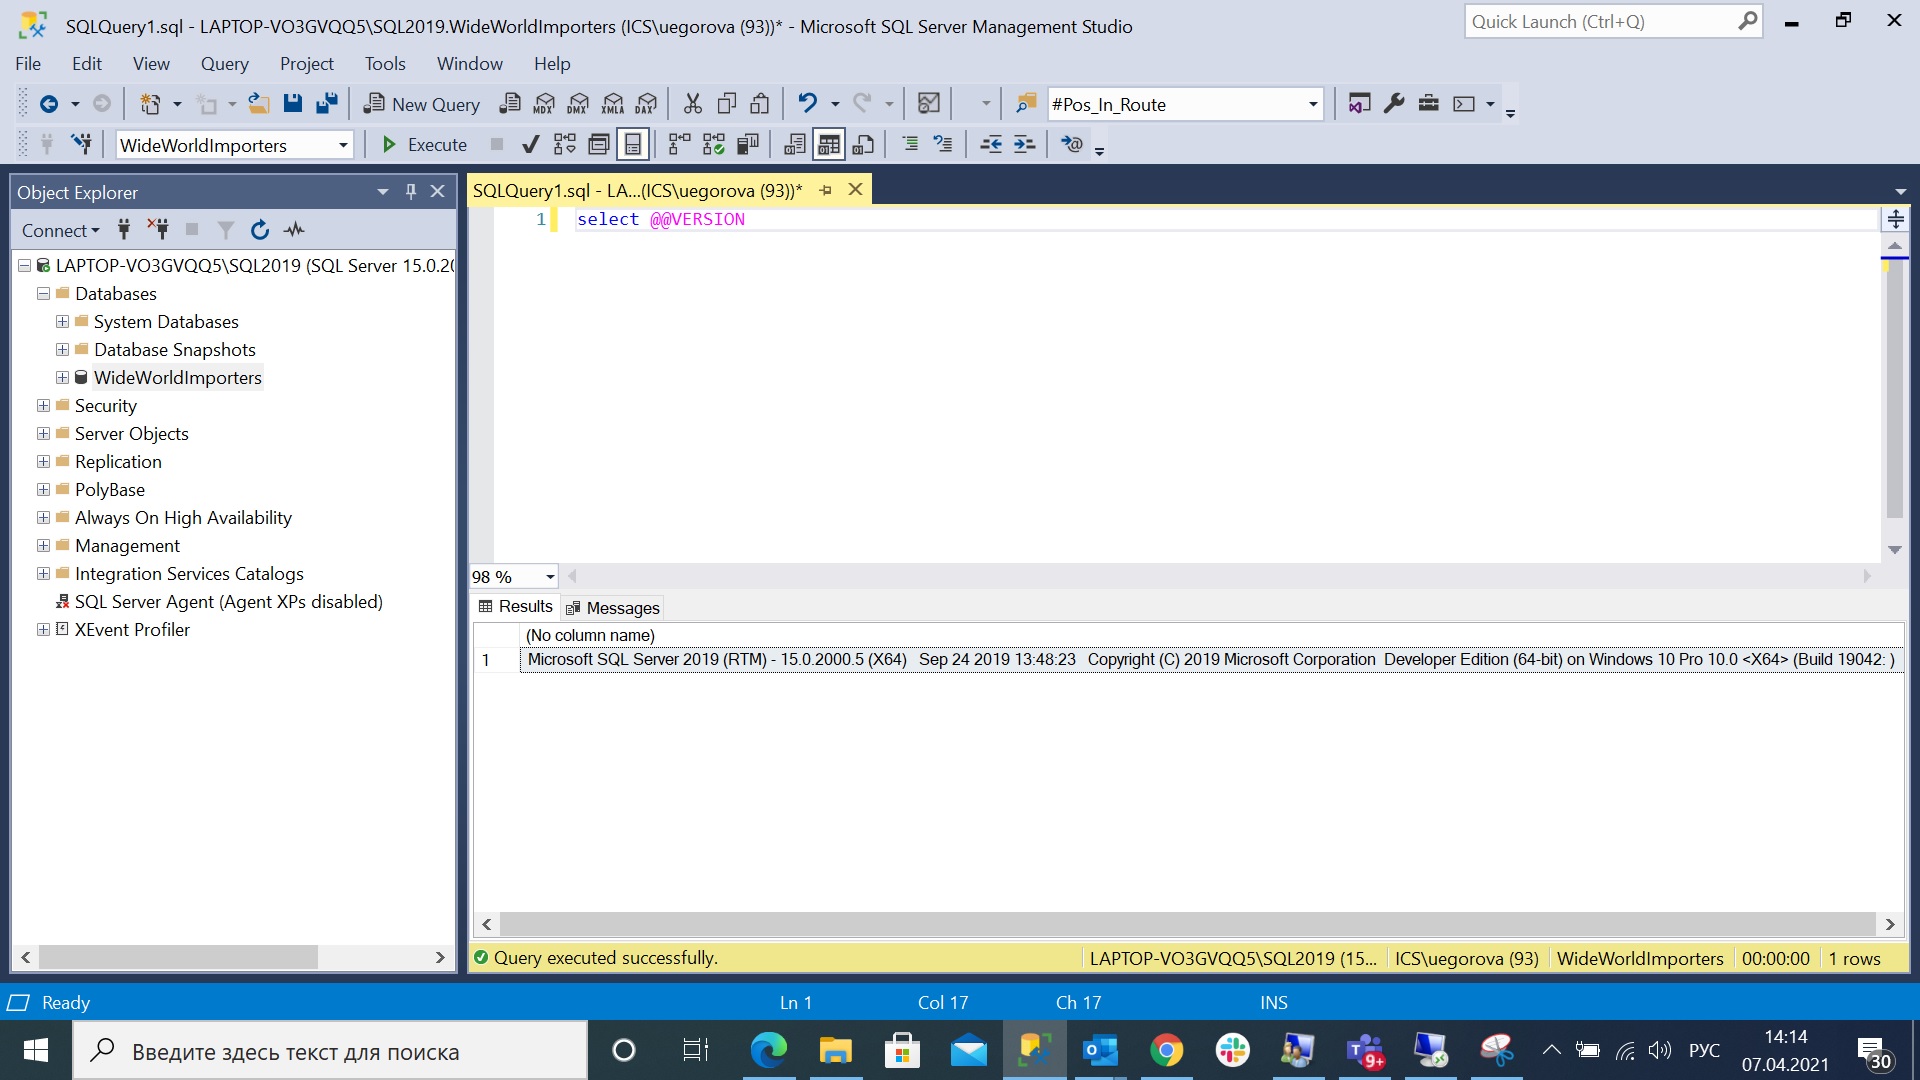 SQLQuery1.sql - LAPTOP-VO3GVQQ5\SQL2019.WideWorldImporters (ICS\uegorova (93))* - Microsoft SQL Server Management Studio
Quick Launch (Ctrl+Q)
File Edit View Query Project Tools Window Help
New Query MDX DMX XMLA DAX #Pos_In_Route
WideWorldImporters Execute
Object Explorer
Connect
LAPTOP-VO3GVQQ5\SQL2019 (SQL Server 15.0.20
Databases
System Databases
Database Snapshots
WideWorldImporters
Security
Server Objects
Replication
PolyBase
Always On High Availability
Management
Integration Services Catalogs
SQL Server Agent (Agent XPs disabled)
XEvent Profiler
SQLQuery1.sql - LA...(ICS\uegorova (93))*
1 select @@VERSION
98 %
Results Messages
(No column name)
1 Microsoft SQL Server 2019 (RTM) - 15.0.2000.5 (X64) Sep 24 2019 13:48:23 Copyright (C) 2019 Microsoft Corporation Developer Edition (64-bit) on Windows 10 Pro 10.0 <X64> (Build 19042: )
Query executed successfully. LAPTOP-VO3GVQQ5\SQL2019 (15... ICS\uegorova (93) WideWorldImporters 00:00:00 1 rows
Ready Ln 1 Col 17 Ch 17 INS
Введите здесь текст для поиска
9+
РУС
14:14
07.04.2021
30